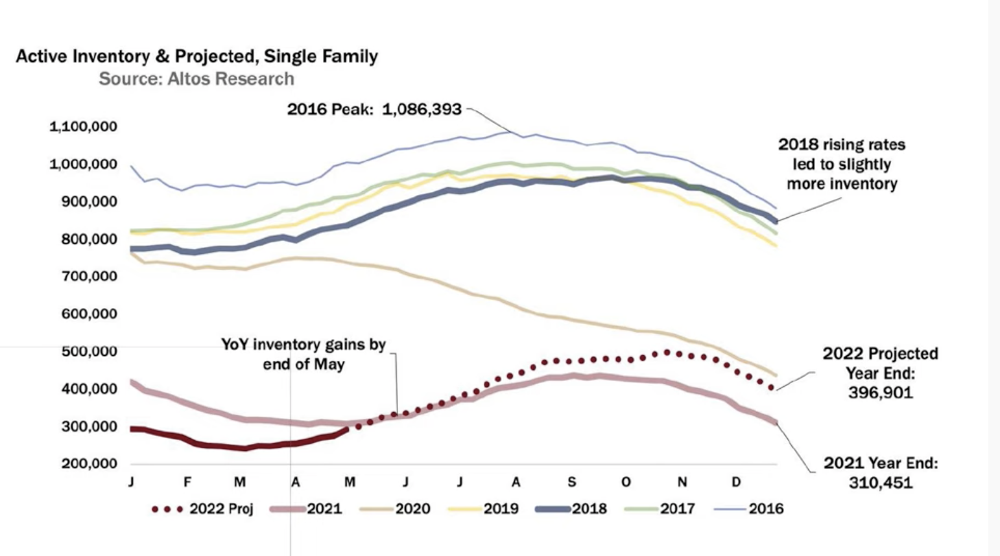 Active Inventory & Projected, Single Family
Source: Altos Research
2016 Peak: 1,086,393
1,100,000
1,000,000
900,000
800,000
700,000
600,000
500,000
400,000
300,000
200,000
2018 rising rates
led to slightly
more inventory
YoY inventory gains by
end of May
2022 Projected
Year End:
396,901
2021 Year End:
310,451
J F M A M J J A S O N D
2022 Proj 2021 2020 2019 2018 2017 2016